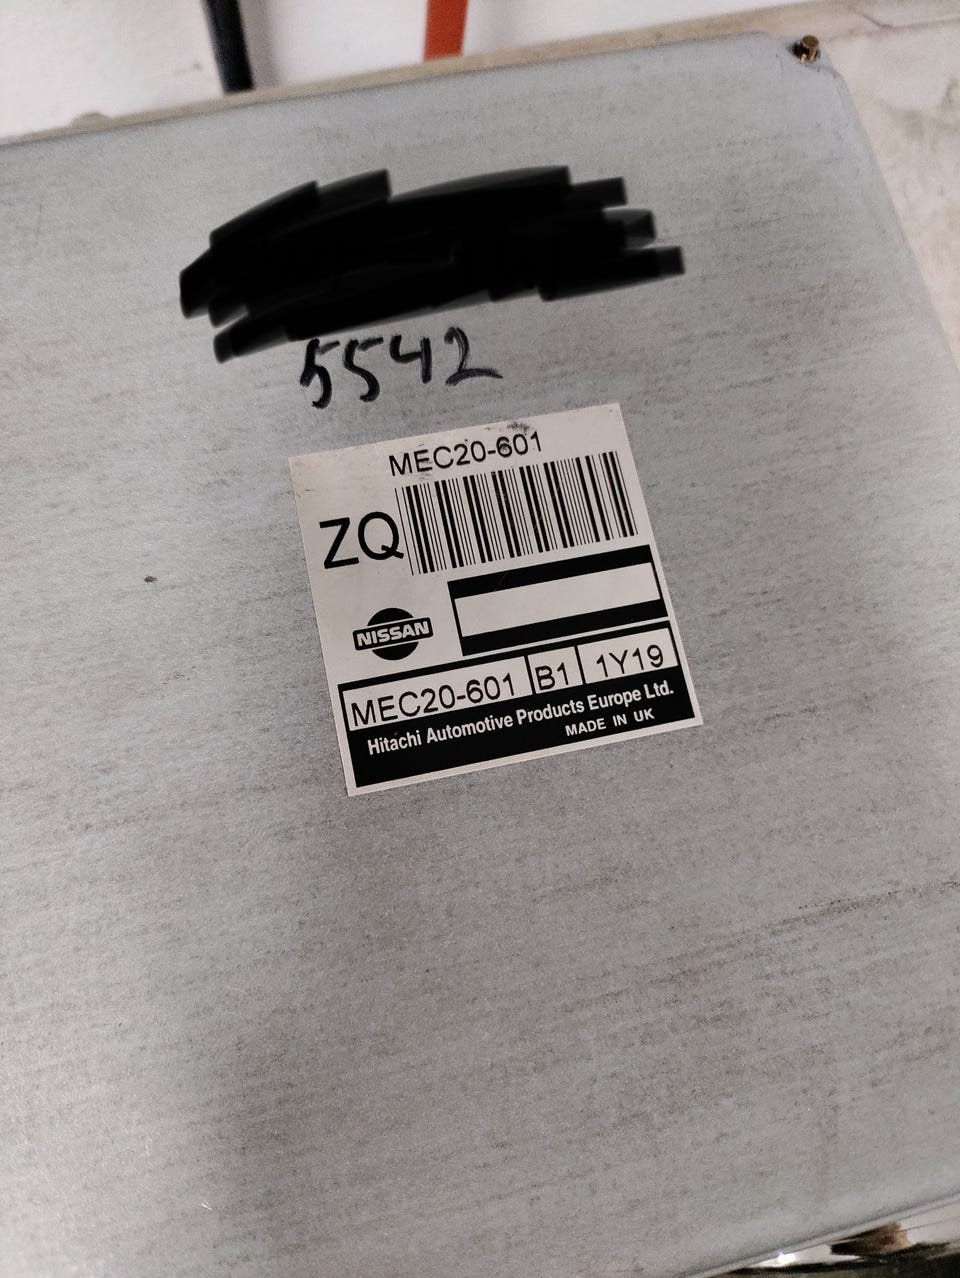 5542
MEC20-601
ZQ
NISSAN
MEC20-601 B1 1Y19
Hitachi Automotive Products Europe Ltd.
MADE IN UK